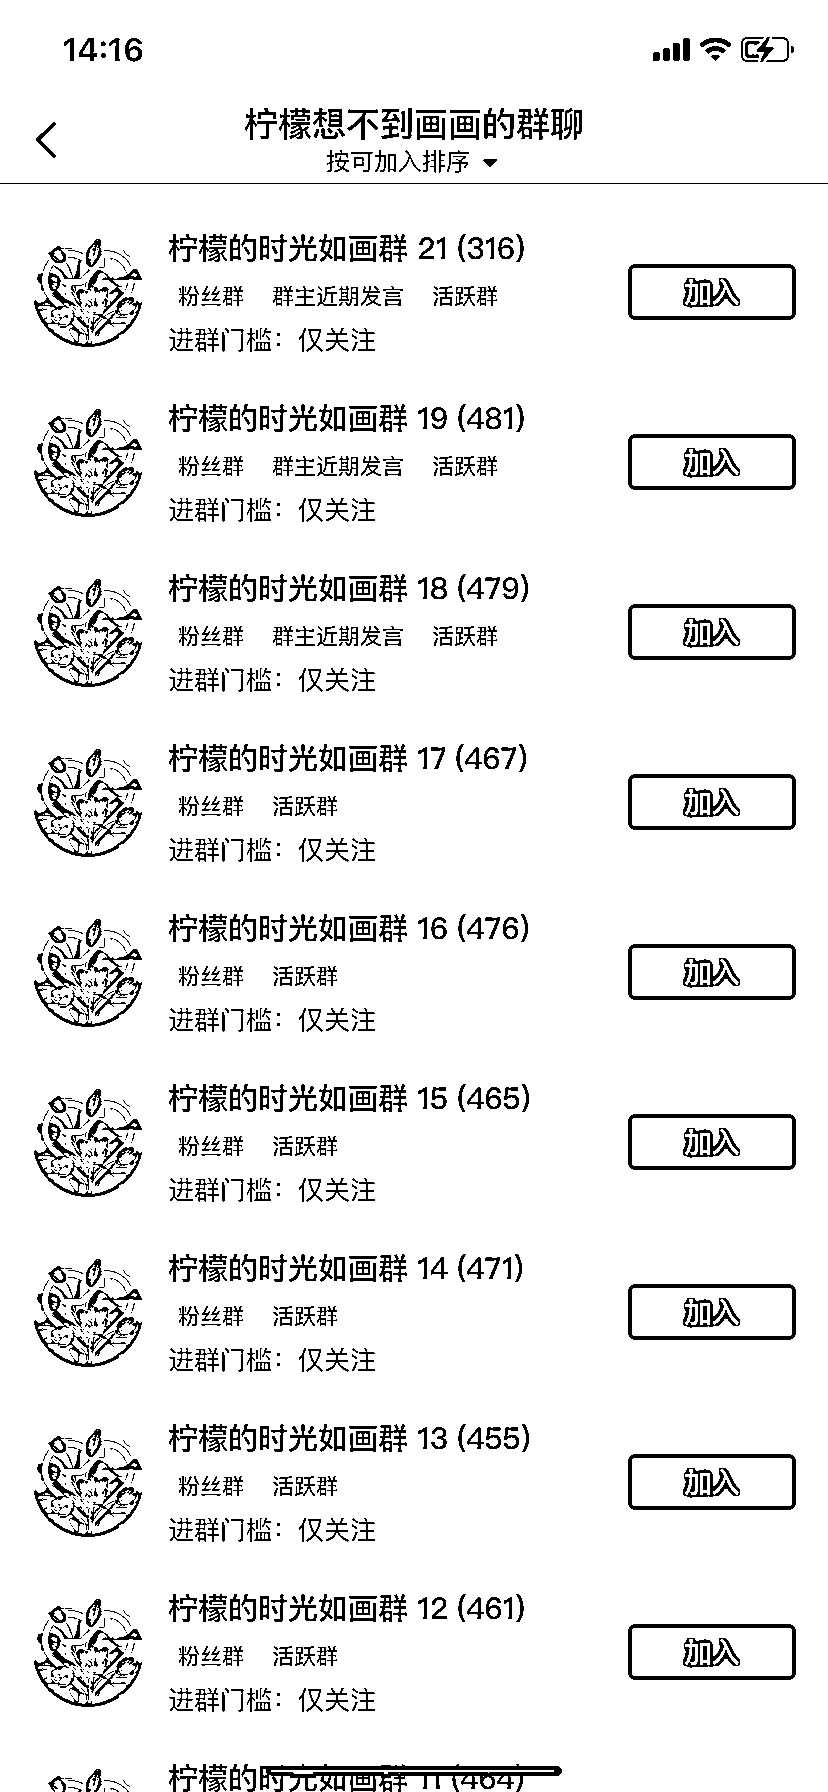 14:16
柠檬想不到画画的群聊
按可加入排序
柠檬的时光如画群 21 (316)
粉丝群 群主近期发言 活跃群
加入
进群门槛：仅关注
柠檬的时光如画群 19 (481)
粉丝群 群主近期发言 活跃群
加入
进群门槛：仅关注
柠檬的时光如画群 18 (479)
粉丝群 群主近期发言 活跃群
加入
进群门槛：仅关注
柠檬的时光如画群 17 (467)
粉丝群 活跃群
加入
进群门槛：仅关注
柠檬的时光如画群 16 (476)
粉丝群 活跃群
加入
进群门槛：仅关注
柠檬的时光如画群 15 (465)
粉丝群 活跃群
加入
进群门槛：仅关注
柠檬的时光如画群 14 (471)
粉丝群 活跃群
加入
进群门槛：仅关注
柠檬的时光如画群 13 (455)
粉丝群 活跃群
加入
进群门槛：仅关注
柠檬的时光如画群 12 (461)
粉丝群 活跃群
加入
进群门槛：仅关注
柠檬的时光如画群 11 (464)